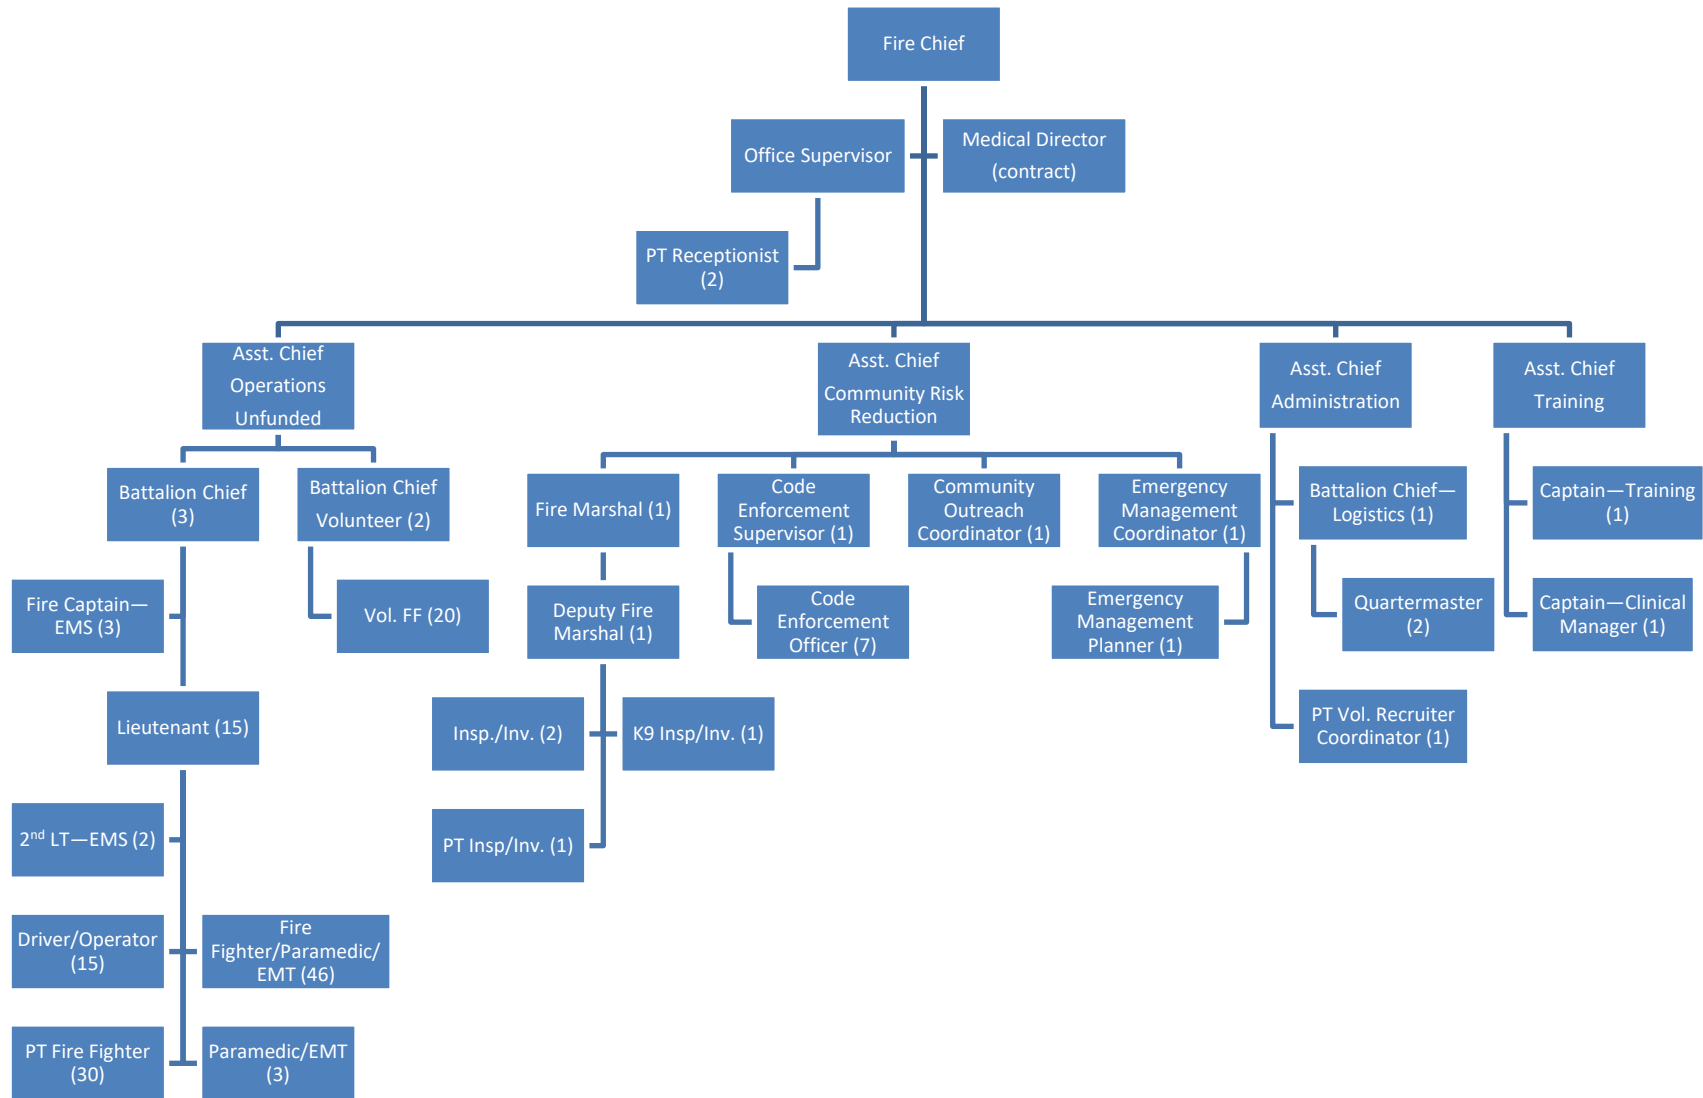 Fire Chief
Office Supervisor
Medical Director
(contract)
PT Receptionist
(2)
Asst. Chief
Operations
Unfunded
Asst. Chief
Community Risk
Reduction
Asst. Chief
Administration
Asst. Chief
Training
Battalion Chief
(3)
Battalion Chief
Volunteer (2)
Fire Marshal (1)
Code
Enforcement
Supervisor (1)
Community
Outreach
Coordinator (1)
Emergency
Management
Coordinator (1)
Battalion Chief—
Logistics (1)
Captain—Training
(1)
Fire Captain—
EMS (3)
Vol. FF (20)
Deputy Fire
Marshal (1)
Code
Enforcement
Officer (7)
Emergency
Management
Planner (1)
Quartermaster
(2)
Captain—Clinical
Manager (1)
Lieutenant (15)
Insp./Inv. (2)
K9 Insp/Inv. (1)
PT Vol. Recruiter
Coordinator (1)
2nd LT—EMS (2)
PT Insp/Inv. (1)
Driver/Operator
(15)
Fire
Fighter/Paramedic/
EMT (46)
PT Fire Fighter
(30)
Paramedic/EMT
(3)